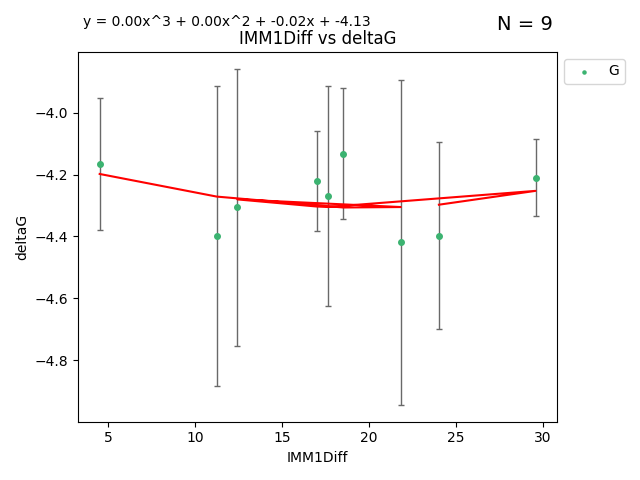 y = 0.00x^3 + 0.00x^2 + -0.02x + -4.13
N = 9
IMM1Diff vs deltaG
G
−4.0
−4.2
−4.4
−4.6
−4.8
deltaG
5 10 15 20 25 30
IMM1Diff